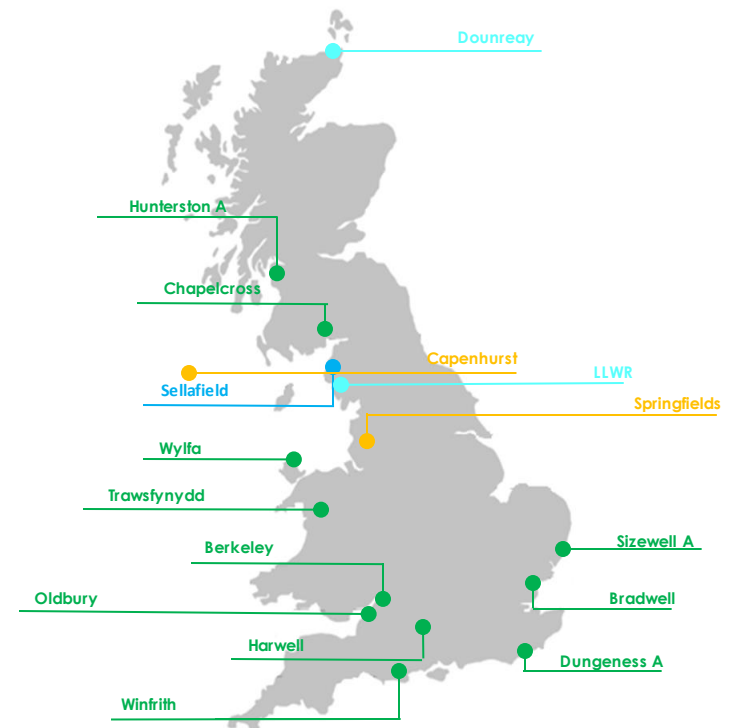 Dounreay
Hunterston A
Chapelcross
Capenhurst
LLWR
Sellafield
Springfields
Wylfa
Trawsfynydd
Sizewell A
Berkeley
Oldbury
Bradwell
Harwell
Dungeness A
Winfrith